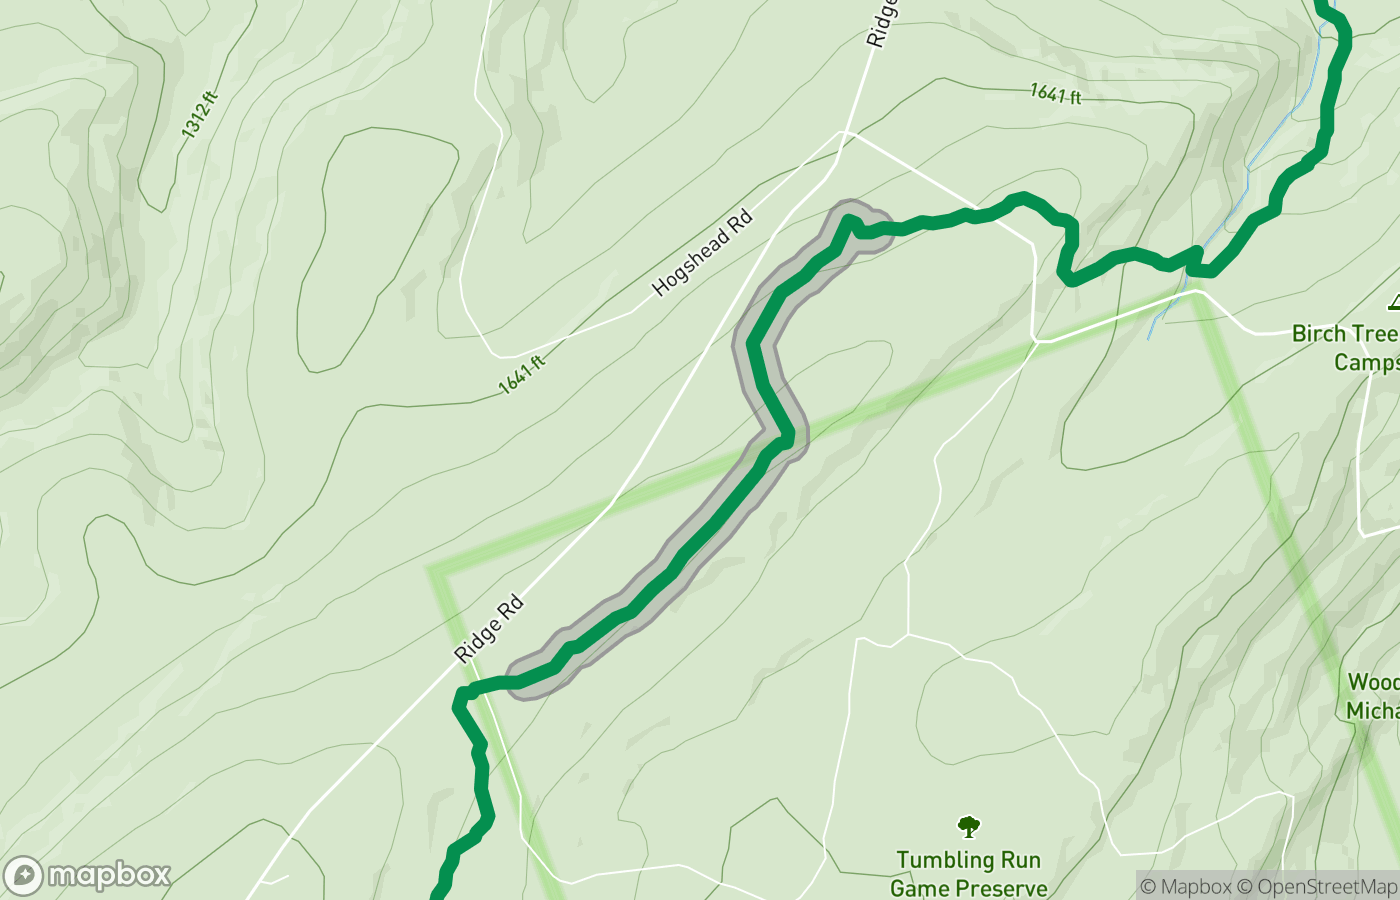 Ridge
1641 ft
1312 ft
Hogshead Rd
1641 ft
Birch Tree
Camps
Ridge Rd
Wood
Micha
Tumbling Run
Game Preserve
mapbox
© Mapbox © OpenStreetMap